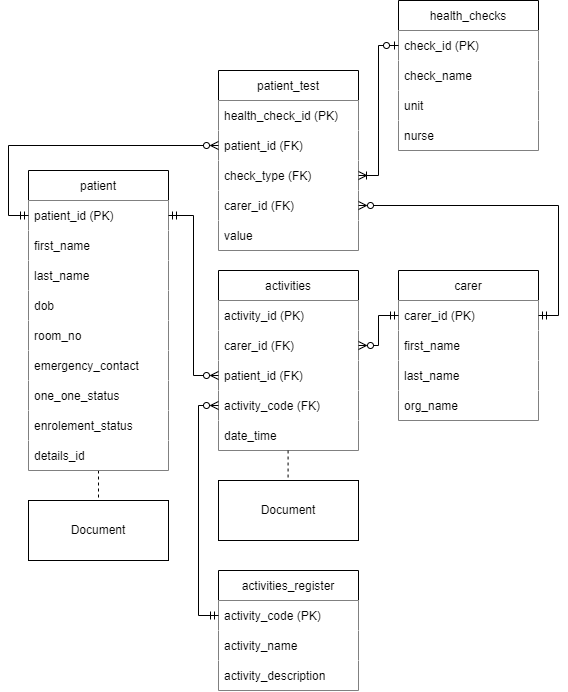 health_checks
check_id (PK)
check_name
unit
nurse
patient_test
health_check_id (PK)
patient_id (FK)
check_type (FK)
carer_id (FK)
value
patient
patient_id (PK)
first_name
last_name
dob
room_no
emergency_contact
one_one_status
enrolement_status
details_id
Document
activities
activity_id (PK)
carer_id (FK)
patient_id (FK)
activity_code (FK)
date_time
Document
carer
carer_id (PK)
first_name
last_name
org_name
activities_register
activity_code (PK)
activity_name
activity_description